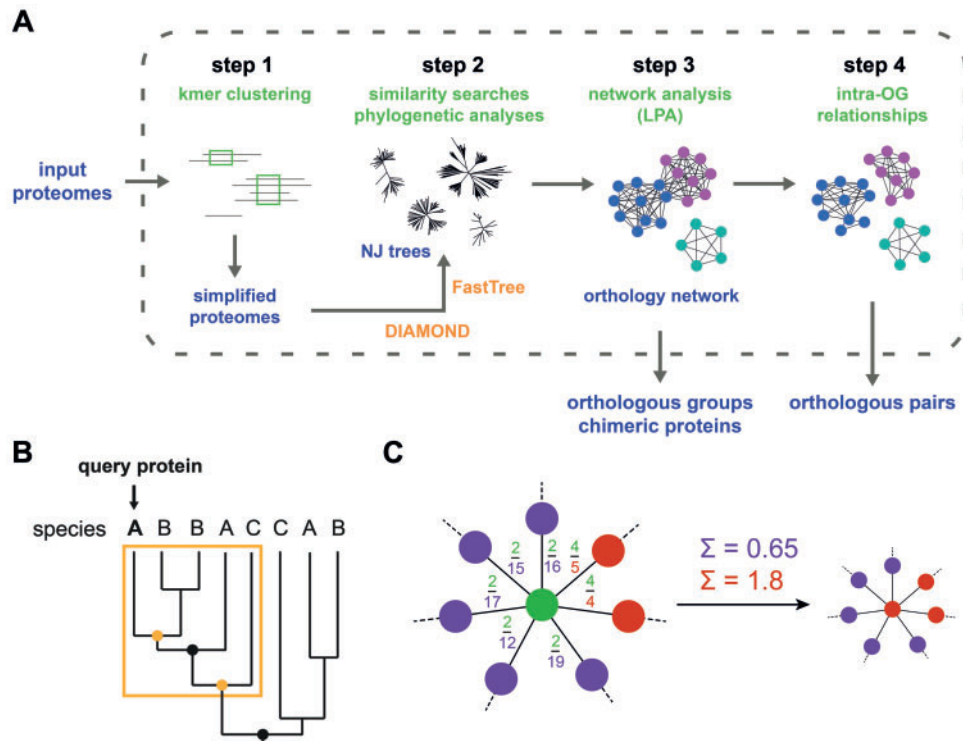 A
step 1
step 2
step 3
step 4
kmer clustering
similarity searches
phylogenetic analyses
network analysis
(LPA)
intra-OG
relationships
input
proteomes
NJ trees
simplified
proteomes
FastTree
DIAMOND
orthology network
orthologous groups
chimeric proteins
orthologous pairs
B
query protein
species A B B A C C A B
C
2
15
2
16
4
5
2
17
4
4
2
12
2
19
Σ = 0.65
Σ = 1.8